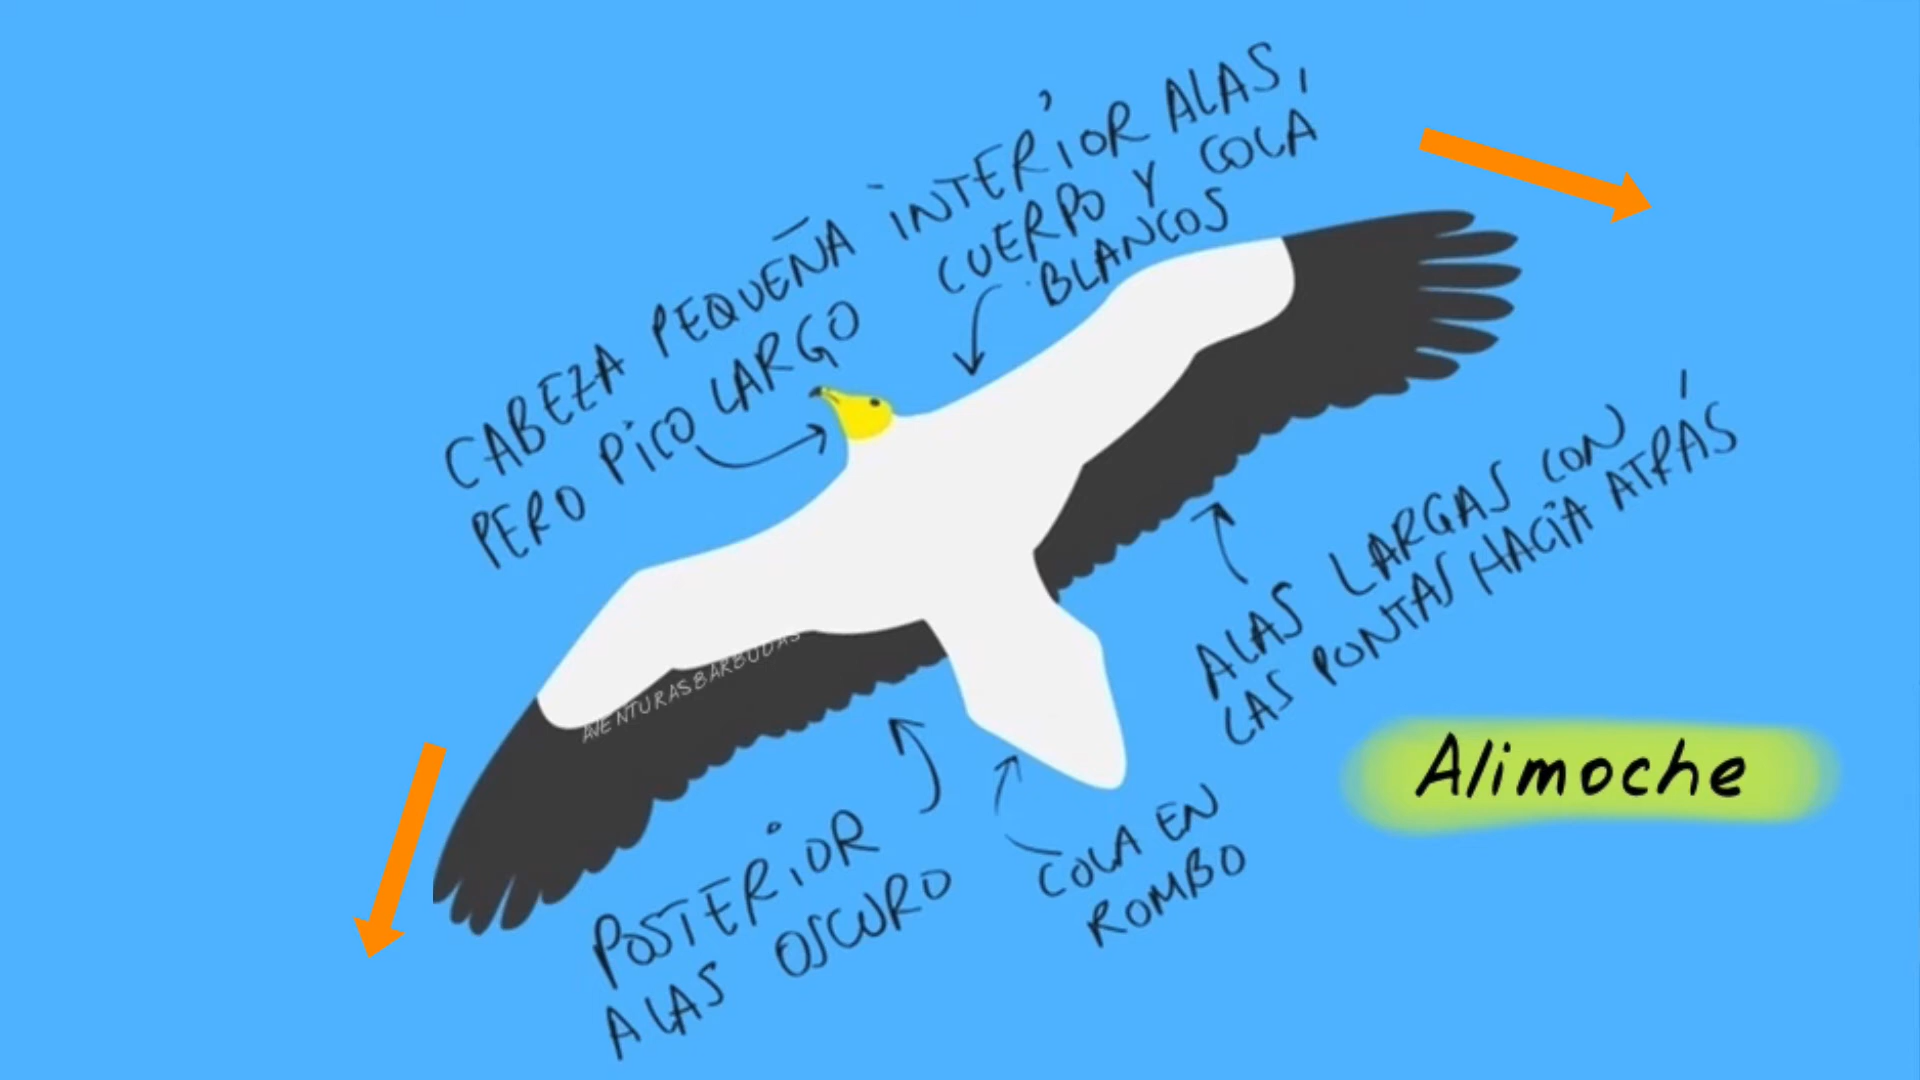 CABEZA PEQUEÑA
PERO PICO LARGO
INTERIOR ALAS,
CUERPO Y COLA
BLANCOS
ALAS LARGAS CON
LAS PONTAS HACIA ATRÁS
AVENTURASBARBUDAS
Alimoche
POSTERIOR
ALAS OSCURO
COLA EN
ROMBO